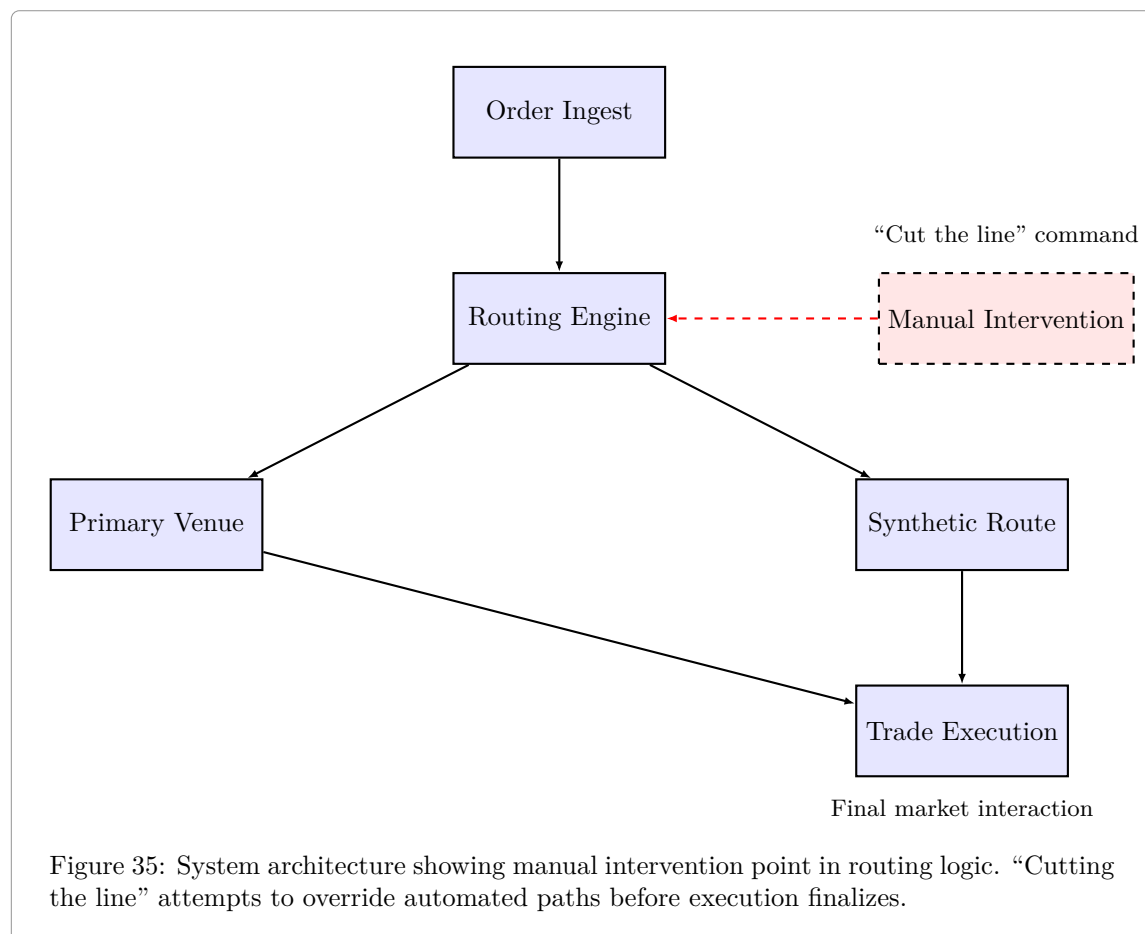 Order Ingest
“Cut the line” command
Routing Engine
Manual Intervention
Primary Venue
Synthetic Route
Trade Execution
Final market interaction
Figure 35: System architecture showing manual intervention point in routing logic. “Cutting
the line” attempts to override automated paths before execution finalizes.